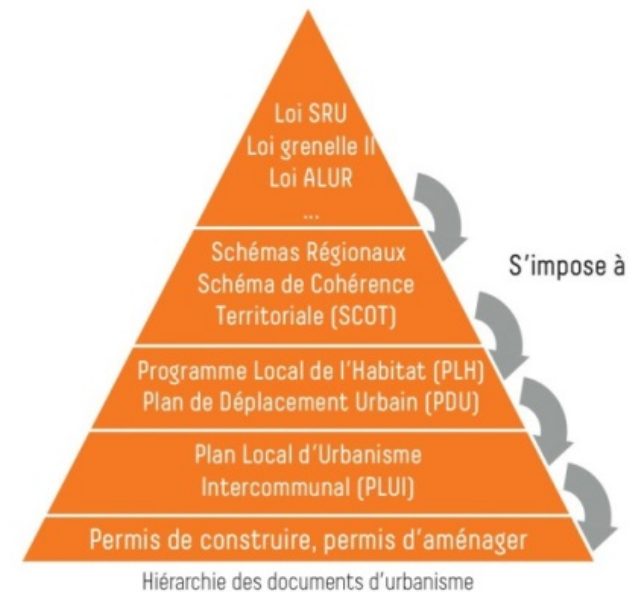 Loi SRU
Loi grenelle II
Loi ALUR
...
Schémas Régionaux
Schéma de Cohérence
Territoriale (SCOT)
S'impose à
Programme Local de l'Habitat (PLH)
Plan de Déplacement Urbain (PDU)
Plan Local d'Urbanisme
Intercommunal (PLUI)
Permis de construire, permis d'aménager
Hiérarchie des documents d'urbanisme